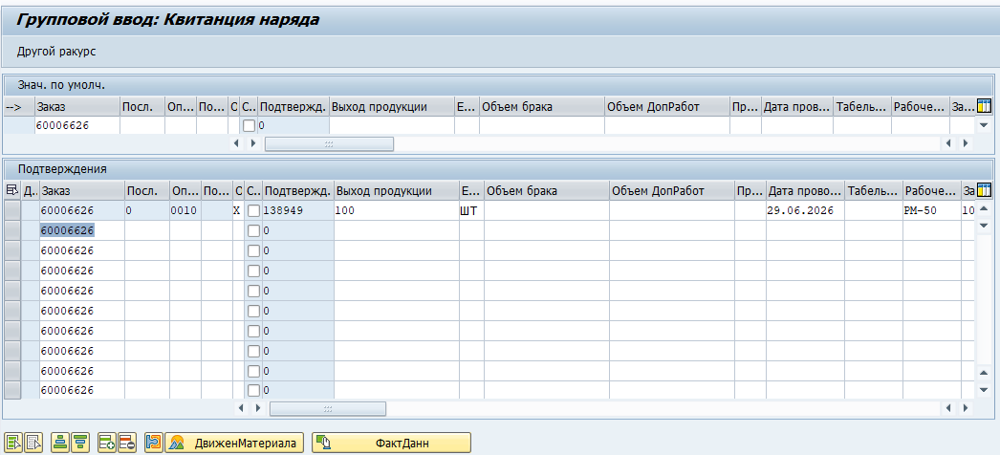 Групповой ввод: Квитанция наряда
Другой ракурс
Знач. по умолч.
--> Заказ Посл. Оп... По... О С... Подтвержд. Выход продукции Е... Объем брака Объем ДопРабот Пр... Дата пров... Табель... Рабоче... За...
60006626 0
Подтверждения
Д.. Заказ Посл. Оп... По... О С.. Подтвержд. Выход продукции Е... Объем брака Объем ДопРабот Пр... Дата прово... Табель... Рабоче... За
60006626 0 0010 X 138949 100 ШТ 29.06.2026 РМ-50 10
60006626 0
60006626 0
60006626 0
60006626 0
60006626 0
60006626 0
60006626 0
60006626 0
60006626 0
ДвиженМатериала ФактДанн